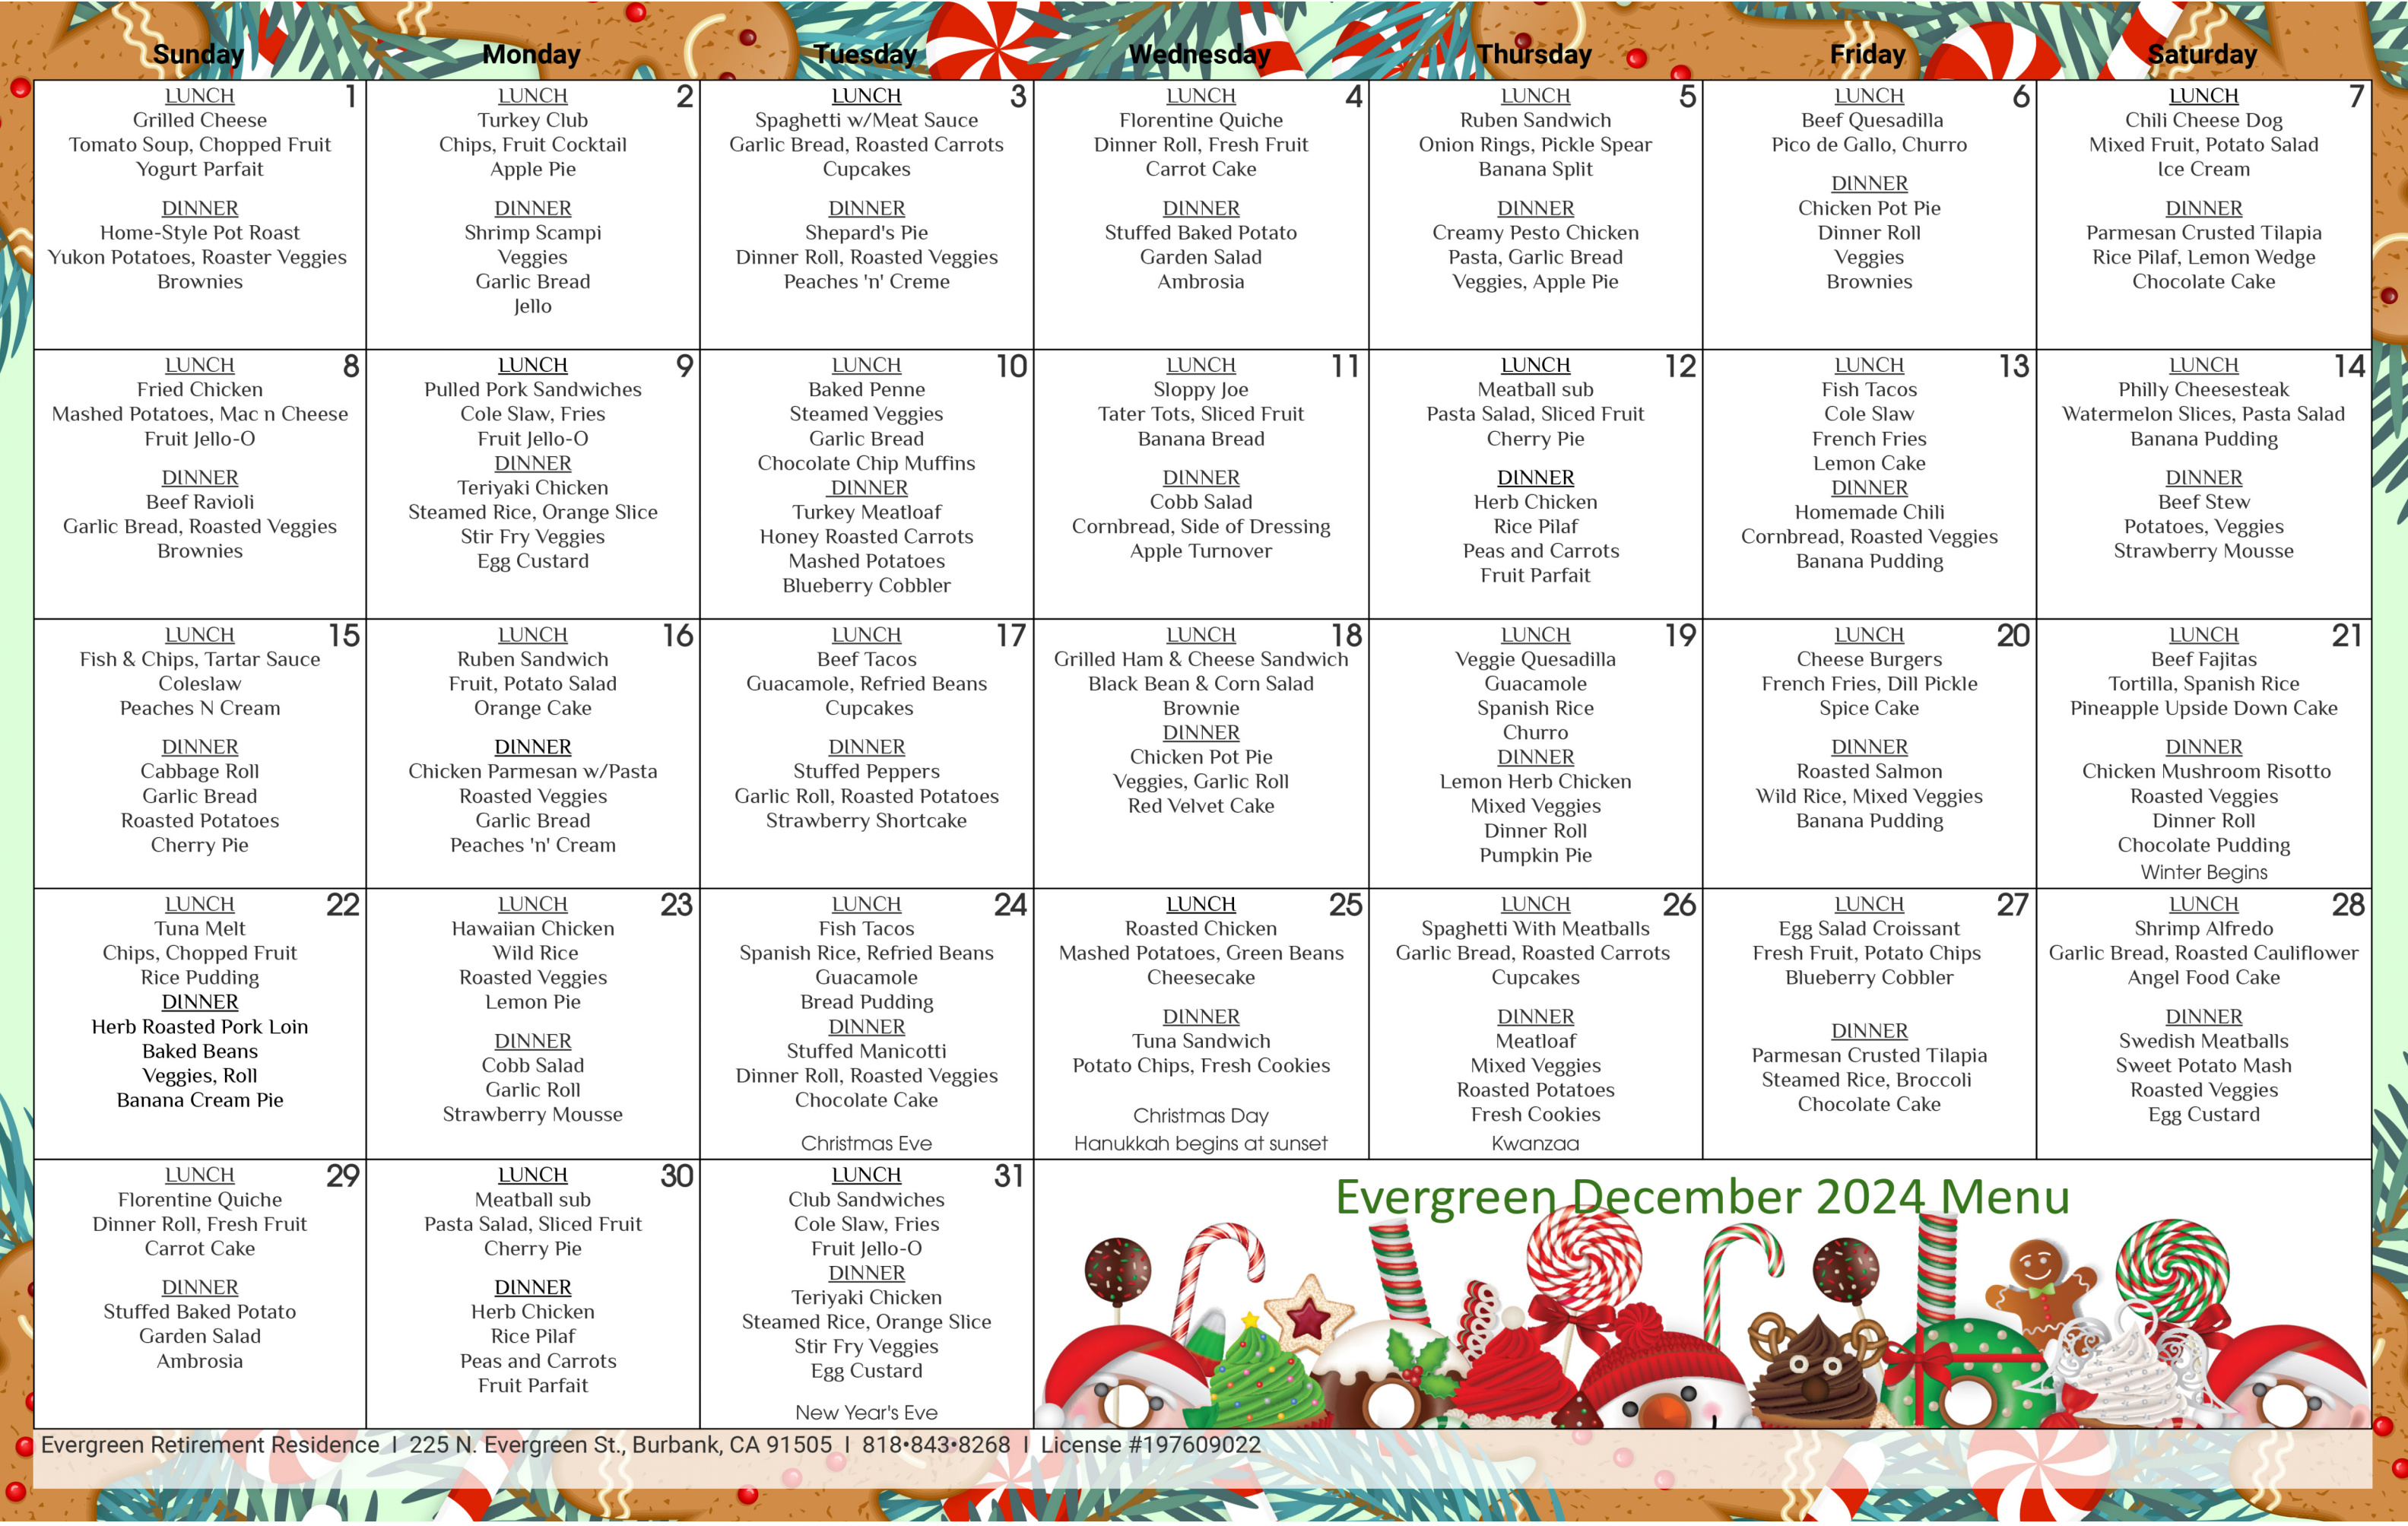 Sunday
Monday
Tuesday
Wednesday
Thursday
Friday
Saturday
LUNCH 1
Grilled Cheese
Tomato Soup, Chopped Fruit
Yogurt Parfait
DINNER
Home-Style Pot Roast
Yukon Potatoes, Roaster Veggies
Brownies
LUNCH 2
Turkey Club
Chips, Fruit Cocktail
Apple Pie
DINNER
Shrimp Scampi
Veggies
Garlic Bread
Jello
LUNCH 3
Spaghetti w/Meat Sauce
Garlic Bread, Roasted Carrots
Cupcakes
DINNER
Shepard's Pie
Dinner Roll, Roasted Veggies
Peaches 'n' Creme
LUNCH 4
Florentine Quiche
Dinner Roll, Fresh Fruit
Carrot Cake
DINNER
Stuffed Baked Potato
Garden Salad
Ambrosia
LUNCH 5
Ruben Sandwich
Onion Rings, Pickle Spear
Banana Split
DINNER
Creamy Pesto Chicken
Pasta, Garlic Bread
Veggies, Apple Pie
LUNCH 6
Beef Quesadilla
Pico de Gallo, Churro
DINNER
Chicken Pot Pie
Dinner Roll
Veggies
Brownies
LUNCH 7
Chili Cheese Dog
Mixed Fruit, Potato Salad
Ice Cream
DINNER
Parmesan Crusted Tilapia
Rice Pilaf, Lemon Wedge
Chocolate Cake
LUNCH 8
Fried Chicken
Mashed Potatoes, Mac n Cheese
Fruit Jello-O
DINNER
Beef Ravioli
Garlic Bread, Roasted Veggies
Brownies
LUNCH 9
Pulled Pork Sandwiches
Cole Slaw, Fries
Fruit Jello-O
DINNER
Teriyaki Chicken
Steamed Rice, Orange Slice
Stir Fry Veggies
Egg Custard
LUNCH 10
Baked Penne
Steamed Veggies
Garlic Bread
Chocolate Chip Muffins
DINNER
Turkey Meatloaf
Honey Roasted Carrots
Mashed Potatoes
Blueberry Cobbler
LUNCH 11
Sloppy Joe
Tater Tots, Sliced Fruit
Banana Bread
DINNER
Cobb Salad
Cornbread, Side of Dressing
Apple Turnover
LUNCH 12
Meatball sub
Pasta Salad, Sliced Fruit
Cherry Pie
DINNER
Herb Chicken
Rice Pilaf
Peas and Carrots
Fruit Parfait
LUNCH 13
Fish Tacos
Cole Slaw
French Fries
Lemon Cake
DINNER
Homemade Chili
Cornbread, Roasted Veggies
Banana Pudding
LUNCH 14
Philly Cheesesteak
Watermelon Slices, Pasta Salad
Banana Pudding
DINNER
Beef Stew
Potatoes, Veggies
Strawberry Mousse
LUNCH 15
Fish & Chips, Tartar Sauce
Coleslaw
Peaches N Cream
DINNER
Cabbage Roll
Garlic Bread
Roasted Potatoes
Cherry Pie
LUNCH 16
Ruben Sandwich
Fruit, Potato Salad
Orange Cake
DINNER
Chicken Parmesan w/Pasta
Roasted Veggies
Garlic Bread
Peaches 'n' Cream
LUNCH 17
Beef Tacos
Guacamole, Refried Beans
Cupcakes
DINNER
Stuffed Peppers
Garlic Roll, Roasted Potatoes
Strawberry Shortcake
LUNCH 18
Grilled Ham & Cheese Sandwich
Black Bean & Corn Salad
Brownie
DINNER
Chicken Pot Pie
Veggies, Garlic Roll
Red Velvet Cake
LUNCH 19
Veggie Quesadilla
Guacamole
Spanish Rice
Churro
DINNER
Lemon Herb Chicken
Mixed Veggies
Dinner Roll
Pumpkin Pie
LUNCH 20
Cheese Burgers
French Fries, Dill Pickle
Spice Cake
DINNER
Roasted Salmon
Wild Rice, Mixed Veggies
Banana Pudding
LUNCH 21
Beef Fajitas
Tortilla, Spanish Rice
Pineapple Upside Down Cake
DINNER
Chicken Mushroom Risotto
Roasted Veggies
Dinner Roll
Chocolate Pudding
Winter Begins
LUNCH 22
Tuna Melt
Chips, Chopped Fruit
Rice Pudding
DINNER
Herb Roasted Pork Loin
Baked Beans
Veggies, Roll
Banana Cream Pie
LUNCH 23
Hawaiian Chicken
Wild Rice
Roasted Veggies
Lemon Pie
DINNER
Cobb Salad
Garlic Roll
Strawberry Mousse
LUNCH 24
Fish Tacos
Spanish Rice, Refried Beans
Guacamole
Bread Pudding
DINNER
Stuffed Manicotti
Dinner Roll, Roasted Veggies
Chocolate Cake
Christmas Eve
LUNCH 25
Roasted Chicken
Mashed Potatoes, Green Beans
Cheesecake
DINNER
Tuna Sandwich
Potato Chips, Fresh Cookies
Christmas Day
Hanukkah begins at sunset
LUNCH 26
Spaghetti With Meatballs
Garlic Bread, Roasted Carrots
Cupcakes
DINNER
Meatloaf
Mixed Veggies
Roasted Potatoes
Fresh Cookies
Kwanzaa
LUNCH 27
Egg Salad Croissant
Fresh Fruit, Potato Chips
Blueberry Cobbler
DINNER
Parmesan Crusted Tilapia
Steamed Rice, Broccoli
Chocolate Cake
LUNCH 28
Shrimp Alfredo
Garlic Bread, Roasted Cauliflower
Angel Food Cake
DINNER
Swedish Meatballs
Sweet Potato Mash
Roasted Veggies
Egg Custard
LUNCH 29
Florentine Quiche
Dinner Roll, Fresh Fruit
Carrot Cake
DINNER
Stuffed Baked Potato
Garden Salad
Ambrosia
LUNCH 30
Meatball sub
Pasta Salad, Sliced Fruit
Cherry Pie
DINNER
Herb Chicken
Rice Pilaf
Peas and Carrots
Fruit Parfait
LUNCH 31
Club Sandwiches
Cole Slaw, Fries
Fruit Jello-O
DINNER
Teriyaki Chicken
Steamed Rice, Orange Slice
Stir Fry Veggies
Egg Custard
New Year's Eve
Evergreen December 2024 Menu
Evergreen Retirement Residence I 225 N. Evergreen St., Burbank, CA 91505 I 818•843•8268 I License #197609022